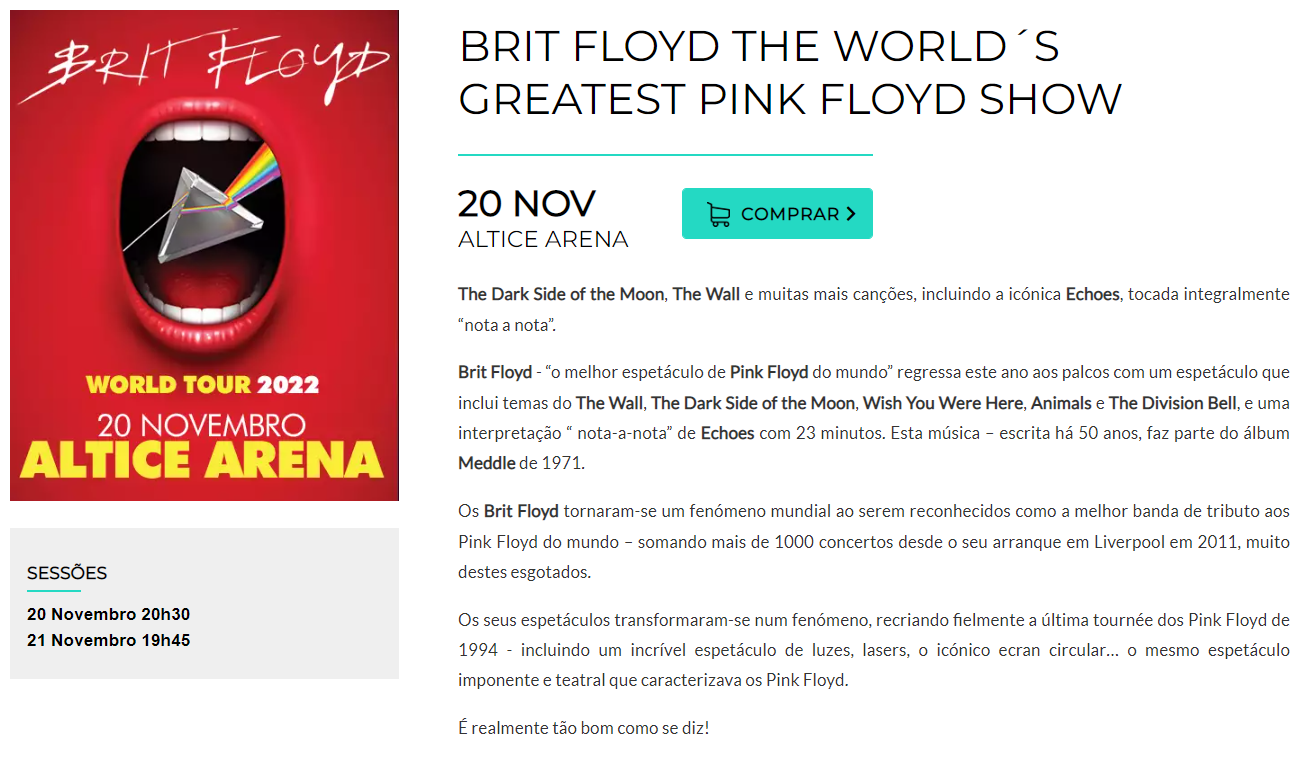 BRIT FLOYD
WORLD TOUR 2022
20 NOVEMBRO
ALTICE ARENA
SESSÕES
20 Novembro 20h30
21 Novembro 19h45
BRIT FLOYD THE WORLD´S
GREATEST PINK FLOYD SHOW
20 NOV
ALTICE ARENA
COMPRAR
The Dark Side of the Moon, The Wall e muitas mais canções, incluindo a icónica Echoes, tocada integralmente
“nota a nota”.
Brit Floyd - “o melhor espetáculo de Pink Floyd do mundo” regressa este ano aos palcos com um espetáculo que
inclui temas do The Wall, The Dark Side of the Moon, Wish You Were Here, Animals e The Division Bell, e uma
interpretação “ nota-a-nota” de Echoes com 23 minutos. Esta música – escrita há 50 anos, faz parte do álbum
Meddle de 1971.
Os Brit Floyd tornaram-se um fenómeno mundial ao serem reconhecidos como a melhor banda de tributo aos
Pink Floyd do mundo – somando mais de 1000 concertos desde o seu arranque em Liverpool em 2011, muito
destes esgotados.
Os seus espetáculos transformaram-se num fenómeno, recriando fielmente a última tournée dos Pink Floyd de
1994 - incluindo um incrível espetáculo de luzes, lasers, o icónico ecran circular… o mesmo espetáculo
imponente e teatral que caracterizava os Pink Floyd.
É realmente tão bom como se diz!